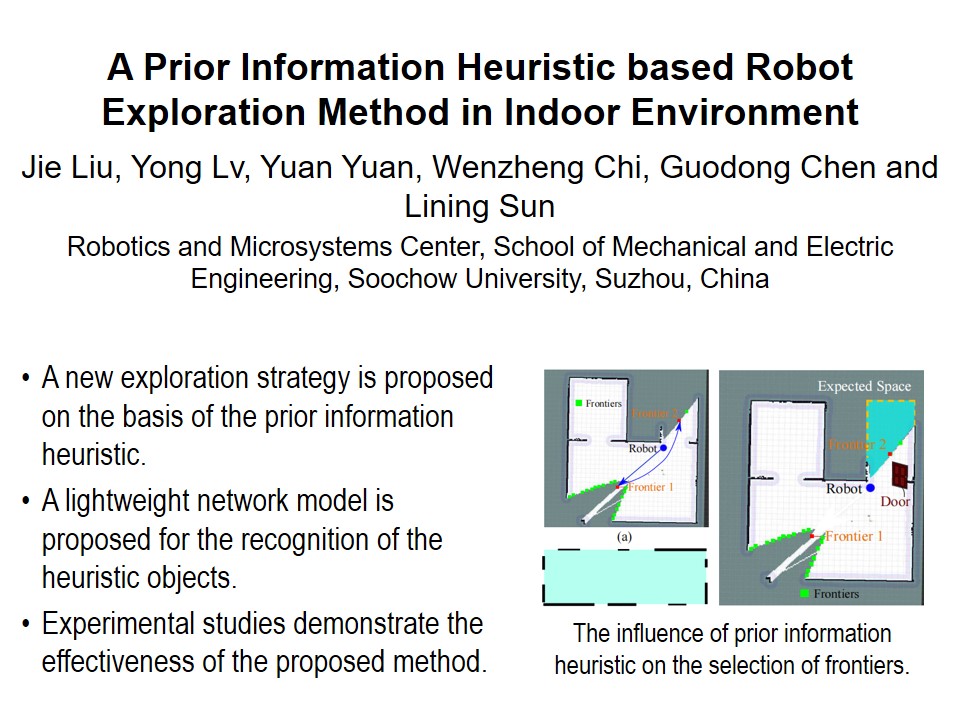 A Prior Information Heuristic based Robot
Exploration Method in Indoor Environment
Jie Liu, Yong Lv, Yuan Yuan, Wenzheng Chi, Guodong Chen and
Lining Sun
Robotics and Microsystems Center, School of Mechanical and Electric
Engineering, Soochow University, Suzhou, China
• A new exploration strategy is proposed
on the basis of the prior information
heuristic.
• A lightweight network model is
proposed for the recognition of the
heuristic objects.
• Experimental studies demonstrate the
effectiveness of the proposed method.
Frontiers
Frontier 2
Robot
Frontier 1
(a)
Expected Space
Frontier 2
Robot
Door
Frontier 1
Frontiers
The influence of prior information
heuristic on the selection of frontiers.